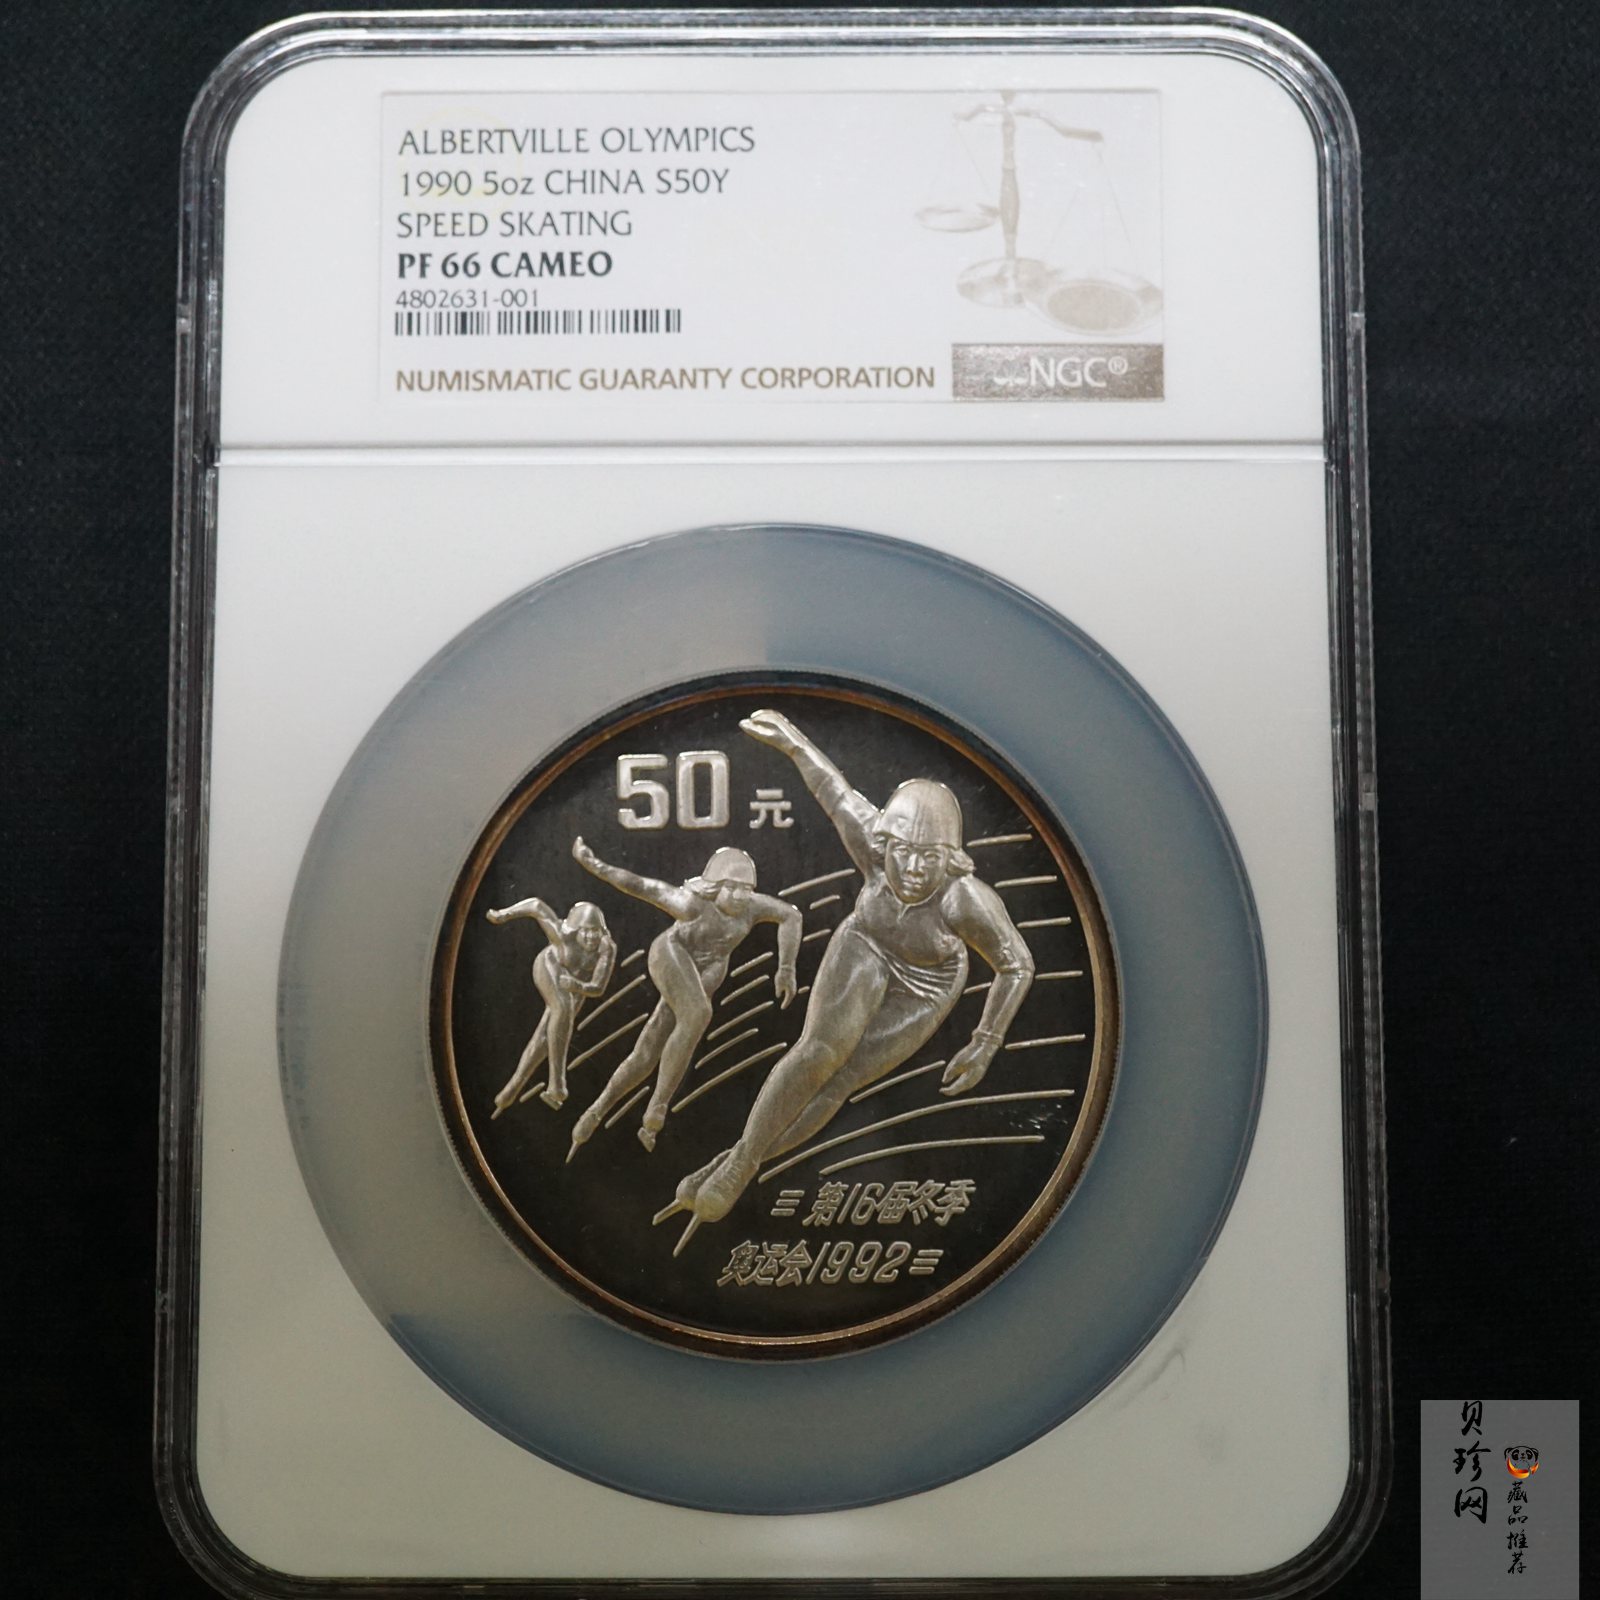 ALBERTVILLE OLYMPICS
1990 5oz CHINA S50Y
SPEED SKATING
PF 66 CAMEO
4802631-001
NUMISMATIC GUARANTY CORPORATION
NGC®
50元
第16届冬季
奥运会1992
贝珍网
藏品推荐